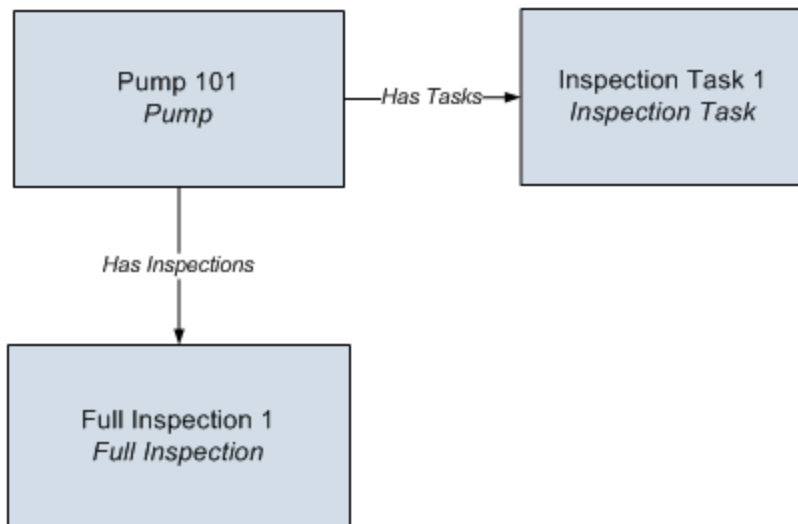 Pump 101
Pump
Has Tasks
Inspection Task 1
Inspection Task
Has Inspections
Full Inspection 1
Full Inspection